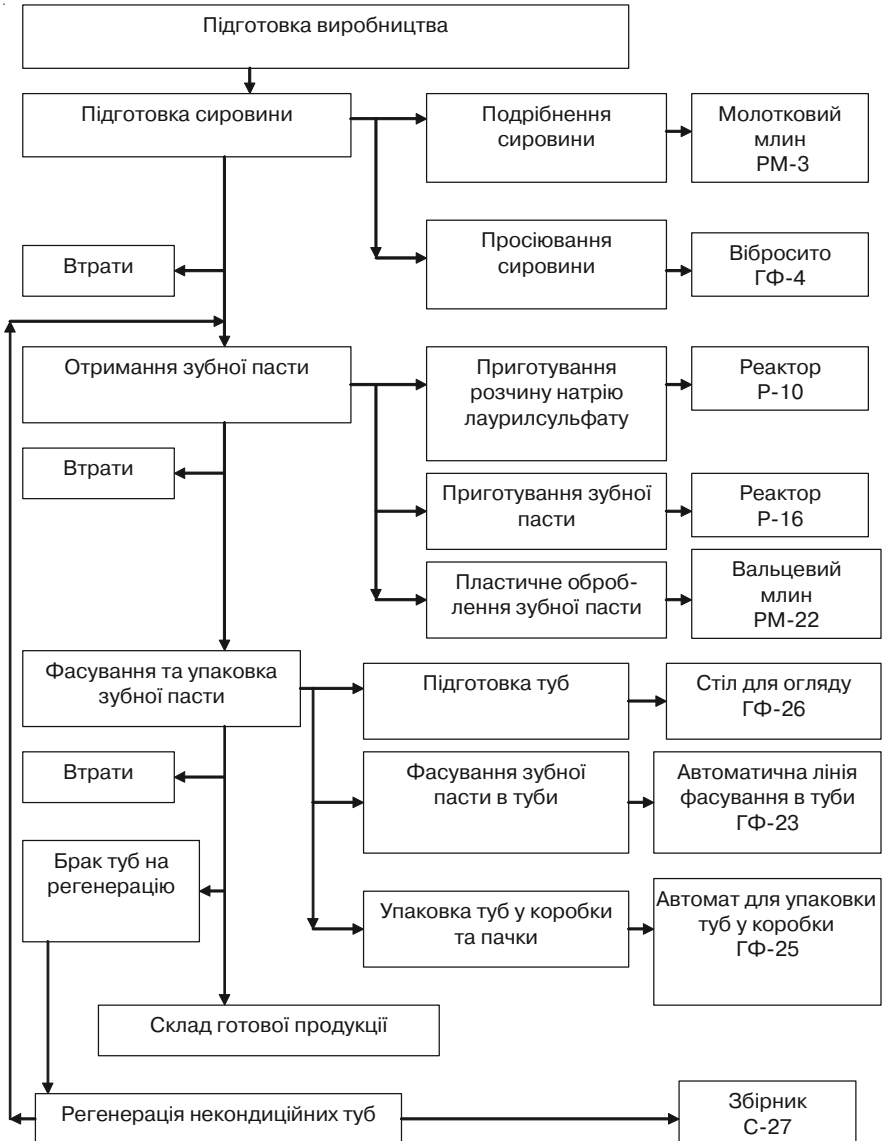 Підготовка виробництва
Підготовка сировини
Подрібнення
сировини
Молотковий
млин
РМ-3
Втрати
Просіювання
сировини
Вібросито
ГФ-4
Отримання зубної пасти
Приготування
розчину натрію
лаурилсульфату
Реактор
Р-10
Втрати
Приготування зубної
пасти
Реактор
Р-16
Пластичне оброб-
лення зубної пасти
Вальцевий
млин
РМ-22
Фасування та упаковка
зубної пасти
Підготовка туб
Стіл для огляду
ГФ-26
Втрати
Фасування зубної
пасти в туби
Автоматична лінія
фасування в туби
ГФ-23
Брак туб на
регенерацію
Упаковка туб у коробки
та пачки
Автомат для упаковки
туб у коробки
ГФ-25
Склад готової продукції
Регенерація некондиційних туб
Збірник
С-27